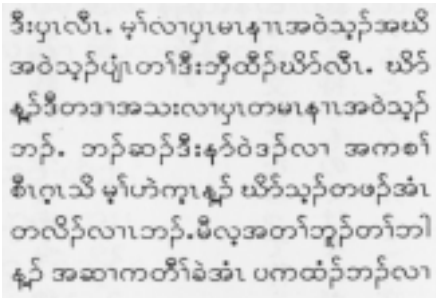 ဒီးပှၤလီၤ. မ့ၢ်လၢပှၤမၤနၢၤအဝဲသ့ၣ်အဃိ
အဝဲသ့ၣ်ပျံၤတၢ်ဒီးဘှီထီၣ်ဃိာ်လီၤ. ဃိာ်
န့ၣ်ဒီတဒၢအသးလၢပှၤတမၤနၢၤအဝဲသ့ၣ်
ဘၣ်. ဘၣ်ဆၣ်ဒီးနာ်ဝဲဒၣ်လၢ အကစၢ်
စီၤဂ့ၤသိ မ့ၢ်ဟဲက့ၤန့ၣ် ဃိာ်သ့ၣ်တဖၣ်အံၤ
တလိၣ်လၢၤဘၣ်.မီလ့အတၢ်ဘူၣ်တၢ်ဘါ
န့ၣ် အဆၢကတီၢ်ခဲအံၤ ပကထံၣ်ဘၣ်လၢ